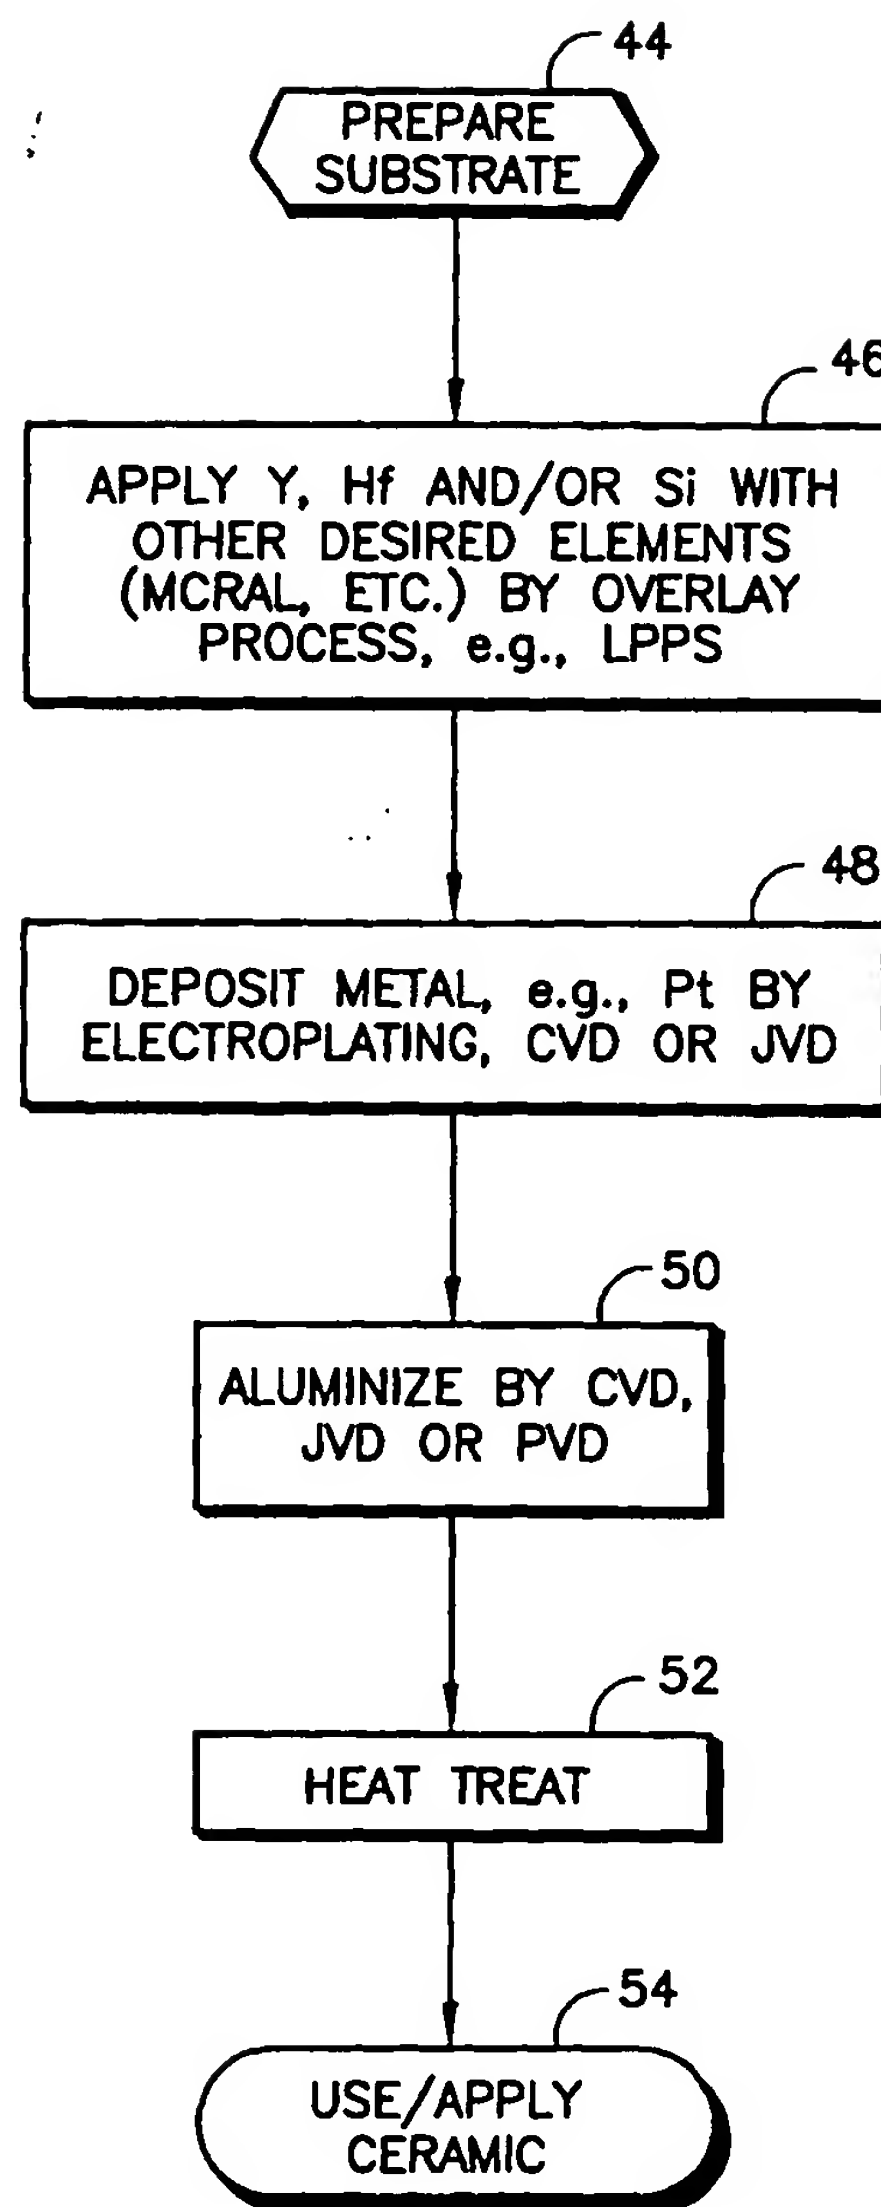 44
PREPARE
SUBSTRATE
46
APPLY Y, Hf AND/OR Si WITH
OTHER DESIRED ELEMENTS
(MCRAL, ETC.) BY OVERLAY
PROCESS, e.g., LPPS
48
DEPOSIT METAL, e.g., Pt BY
ELECTROPLATING, CVD OR JVD
50
ALUMINIZE BY CVD,
JVD OR PVD
52
HEAT TREAT
54
USE/APPLY
CERAMIC